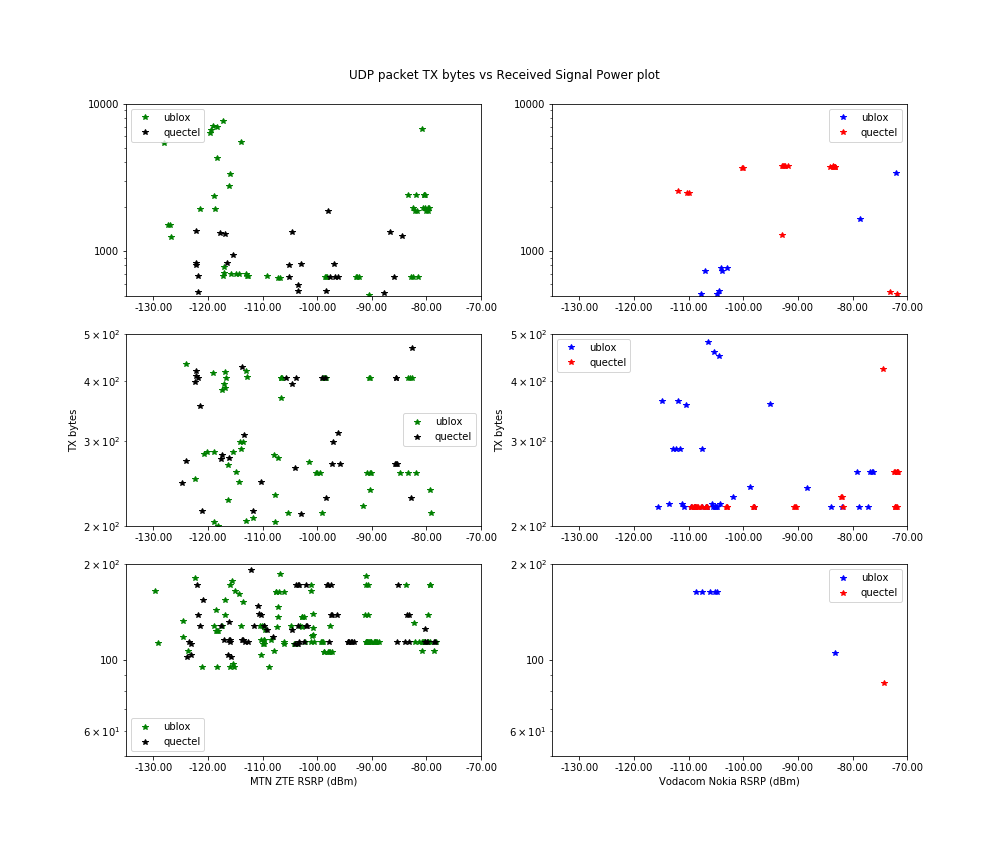 UDP packet TX bytes vs Received Signal Power plot
10000
1000
ublox
quectel
-130.00 -120.00 -110.00 -100.00 -90.00 -80.00 -70.00
ublox
quectel
-130.00 -120.00 -110.00 -100.00 -90.00 -80.00 -70.00
TX bytes
5 × 10²
4 × 10²
3 × 10²
2 × 10²
ublox
quectel
-130.00 -120.00 -110.00 -100.00 -90.00 -80.00 -70.00
TX bytes
5 × 10²
4 × 10²
3 × 10²
2 × 10²
ublox
quectel
-130.00 -120.00 -110.00 -100.00 -90.00 -80.00 -70.00
2 × 10²
100
6 × 10¹
ublox
quectel
-130.00 -120.00 -110.00 -100.00 -90.00 -80.00 -70.00
MTN ZTE RSRP (dBm)
2 × 10²
100
6 × 10¹
ublox
quectel
-130.00 -120.00 -110.00 -100.00 -90.00 -80.00 -70.00
Vodacom Nokia RSRP (dBm)
10000
1000